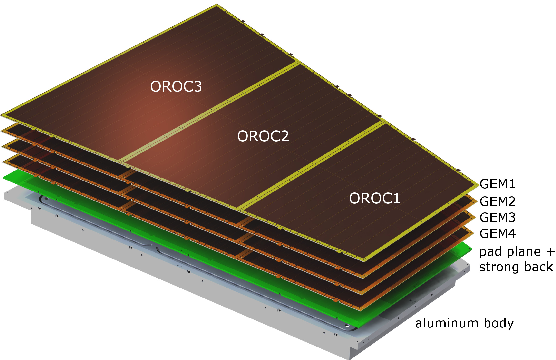 OROC3
OROC2
OROC1
GEM1
GEM2
GEM3
GEM4
pad plane +
strong back
aluminum body